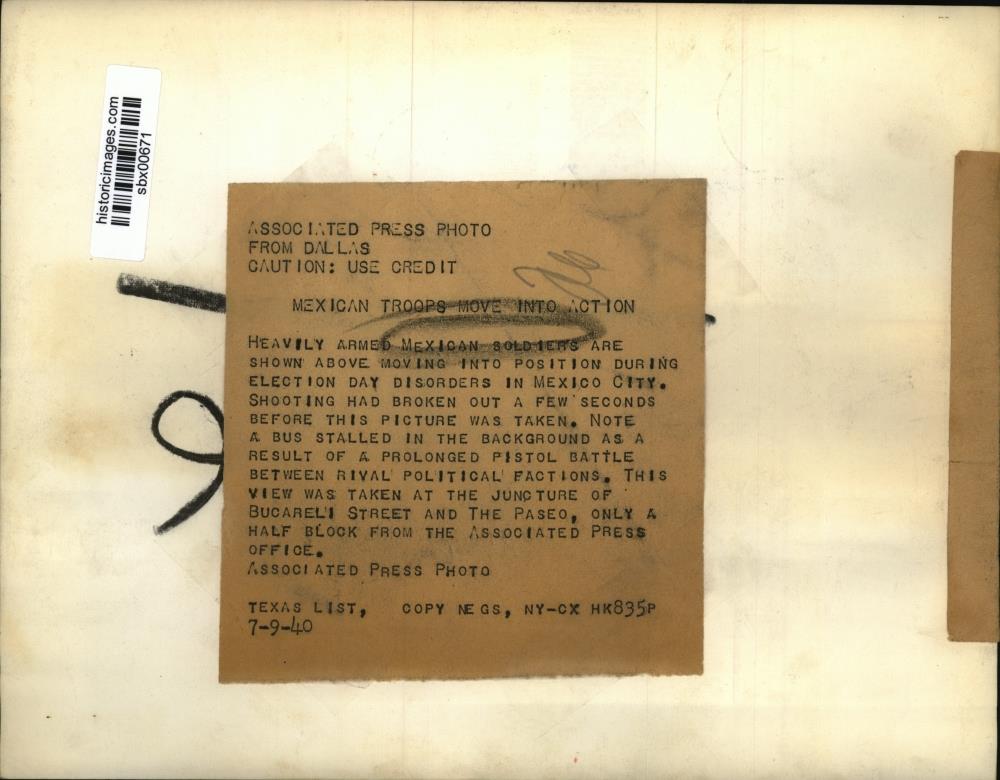 historicimages.com
sbx00671
ASSOCIATED PRESS PHOTO
FROM DALLAS
CAUTION: USE CREDIT
MEXICAN TROOPS MOVE INTO ACTION
HEAVILY ARMED MEXICAN SOLDIERS ARE
SHOWN ABOVE MOVING INTO POSITION DURING
ELECTION DAY DISORDERS IN MEXICO CITY.
SHOOTING HAD BROKEN OUT A FEW SECONDS
BEFORE THIS PICTURE WAS TAKEN. NOTE
A BUS STALLED IN THE BACKGROUND AS A
RESULT OF A PROLONGED PISTOL BATTLE
BETWEEN RIVAL POLITICAL FACTIONS. THIS
VIEW WAS TAKEN AT THE JUNCTURE OF
BUCARELI STREET AND THE PASEO, ONLY A
HALF BLOCK FROM THE ASSOCIATED PRESS
OFFICE.
ASSOCIATED PRESS PHOTO
TEXAS LIST, COPY NEGS, NY-CX HK835P
7-9-40